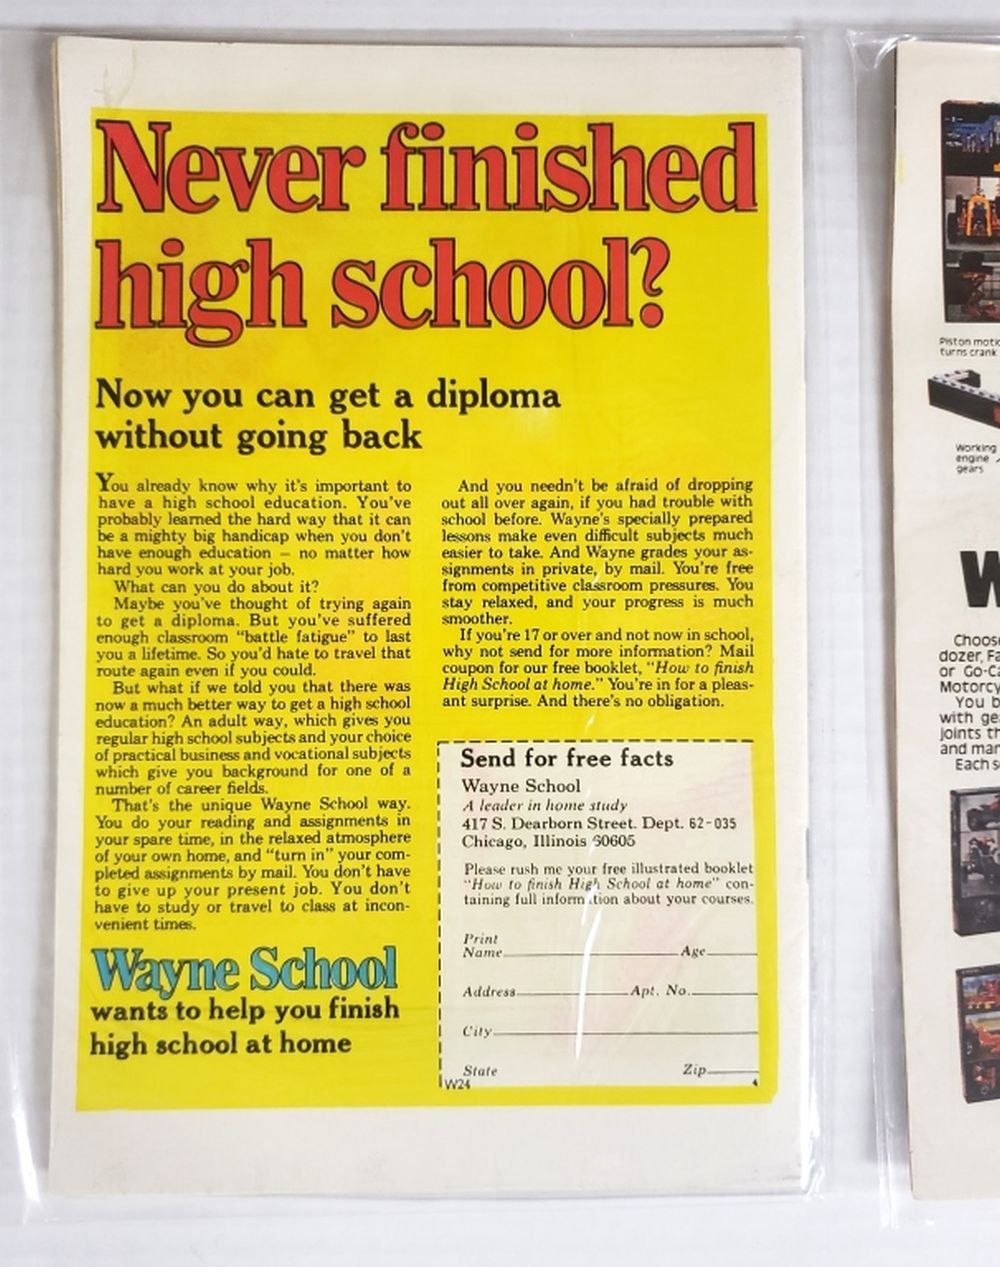 Never finished
high school?
Now you can get a diploma
without going back
You already know why it's important to
have a high school education. You've
probably learned the hard way that it can
be a mighty big handicap when you don't
have enough education – no matter how
hard you work at your job.
What can you do about it?
Maybe you've thought of trying again
to get a diploma. But you've suffered
enough classroom "battle fatigue" to last
you a lifetime. So you'd hate to travel that
route again even if you could.
But what if we told you that there was
now a much better way to get a high school
education? An adult way, which gives you
regular high school subjects and your choice
of practical business and vocational subjects
which give you background for one of a
number of career fields.
That's the unique Wayne School way.
You do your reading and assignments in
your spare time, in the relaxed atmosphere
of your own home, and "turn in" your com-
pleted assignments by mail. You don't have
to give up your present job. You don't
have to study or travel to class at incon-
venient times.
Wayne School
wants to help you finish
high school at home
And you needn't be afraid of dropping
out all over again, if you had trouble with
school before. Wayne's specially prepared
lessons make even difficult subjects much
easier to take. And Wayne grades your as-
signments in private, by mail. You're free
from competitive classroom pressures. You
stay relaxed, and your progress is much
smoother.
If you're 17 or over and not now in school,
why not send for more information? Mail
coupon for our free booklet, "How to finish
High School at home." You're in for a pleas-
ant surprise. And there's no obligation.
Send for free facts
Wayne School
A leader in home study
417 S. Dearborn Street. Dept. 62-035
Chicago, Illinois 60605
Please rush me your free illustrated booklet
"How to finish High School at home" con-
taining full information about your courses.
Print
Name Age
Address Apt. No.
City
State Zip
W24 4
Piston
turns crank
Working
engine
gears
W
dozer,
or
You
with
joints
and
Each